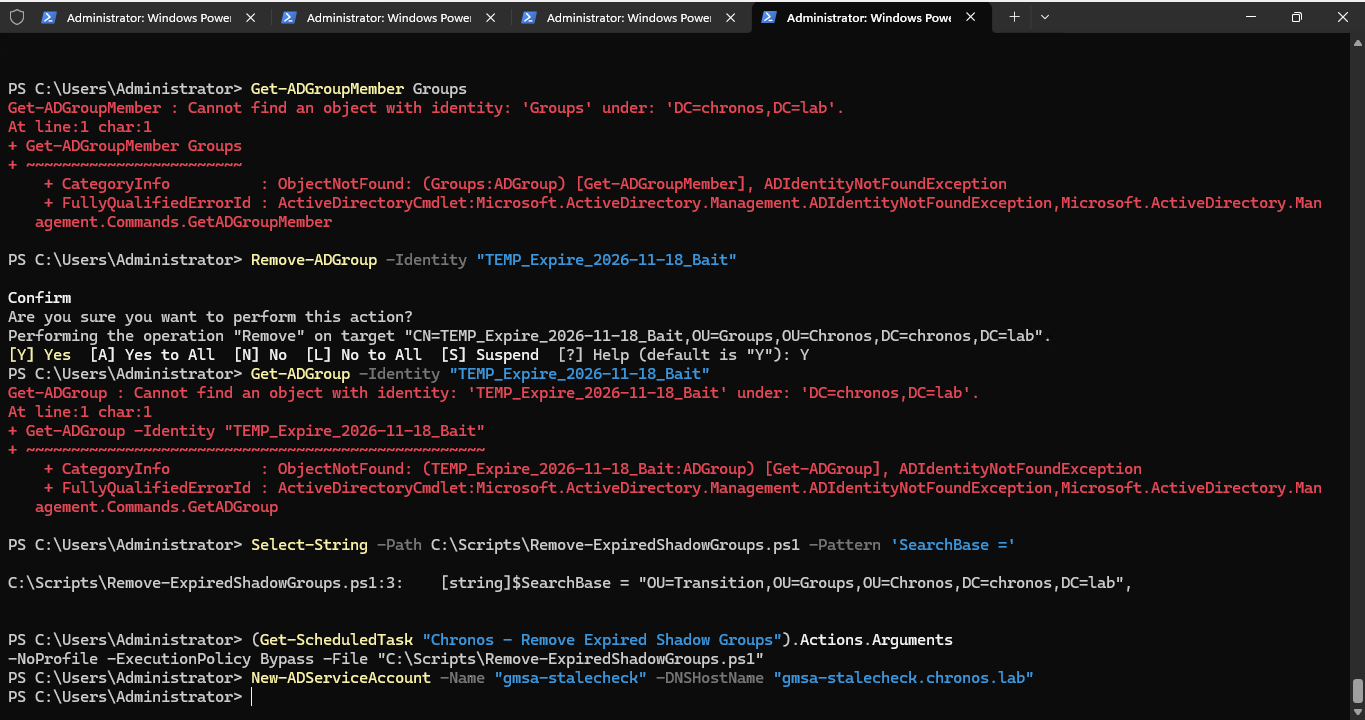 Administrator: Windows Power
Administrator: Windows Power
Administrator: Windows Power
Administrator: Windows Powe
PS C:\Users\Administrator> Get-ADGroupMember Groups
Get-ADGroupMember : Cannot find an object with identity: 'Groups' under: 'DC=chronos,DC=lab'.
At line:1 char:1
+ Get-ADGroupMember Groups
+ ~~~~~~~~~~~~~~~~~~~~~~~~
+ CategoryInfo          : ObjectNotFound: (Groups:ADGroup) [Get-ADGroupMember], ADIdentityNotFoundException
+ FullyQualifiedErrorId : ActiveDirectoryCmdlet:Microsoft.ActiveDirectory.Management.ADIdentityNotFoundException,Microsoft.ActiveDirectory.Man
agement.Commands.GetADGroupMember
PS C:\Users\Administrator> Remove-ADGroup -Identity "TEMP_Expire_2026-11-18_Bait"
Confirm
Are you sure you want to perform this action?
Performing the operation "Remove" on target "CN=TEMP_Expire_2026-11-18_Bait,OU=Groups,OU=Chronos,DC=chronos,DC=lab".
[Y] Yes  [A] Yes to All  [N] No  [L] No to All  [S] Suspend  [?] Help (default is "Y"): Y
PS C:\Users\Administrator> Get-ADGroup -Identity "TEMP_Expire_2026-11-18_Bait"
Get-ADGroup : Cannot find an object with identity: 'TEMP_Expire_2026-11-18_Bait' under: 'DC=chronos,DC=lab'.
At line:1 char:1
+ Get-ADGroup -Identity "TEMP_Expire_2026-11-18_Bait"
+ ~~~~~~~~~~~~~~~~~~~~~~~~~~~~~~~~~~~~~~~~~~~~~~~~~~~
+ CategoryInfo          : ObjectNotFound: (TEMP_Expire_2026-11-18_Bait:ADGroup) [Get-ADGroup], ADIdentityNotFoundException
+ FullyQualifiedErrorId : ActiveDirectoryCmdlet:Microsoft.ActiveDirectory.Management.ADIdentityNotFoundException,Microsoft.ActiveDirectory.Man
agement.Commands.GetADGroup
PS C:\Users\Administrator> Select-String -Path C:\Scripts\Remove-ExpiredShadowGroups.ps1 -Pattern 'SearchBase ='
C:\Scripts\Remove-ExpiredShadowGroups.ps1:3:    [string]$SearchBase = "OU=Transition,OU=Groups,OU=Chronos,DC=chronos,DC=lab",
PS C:\Users\Administrator> (Get-ScheduledTask "Chronos - Remove Expired Shadow Groups").Actions.Arguments
-NoProfile -ExecutionPolicy Bypass -File "C:\Scripts\Remove-ExpiredShadowGroups.ps1"
PS C:\Users\Administrator> New-ADServiceAccount -Name "gmsa-stalecheck" -DNSHostName "gmsa-stalecheck.chronos.lab"
PS C:\Users\Administrator>